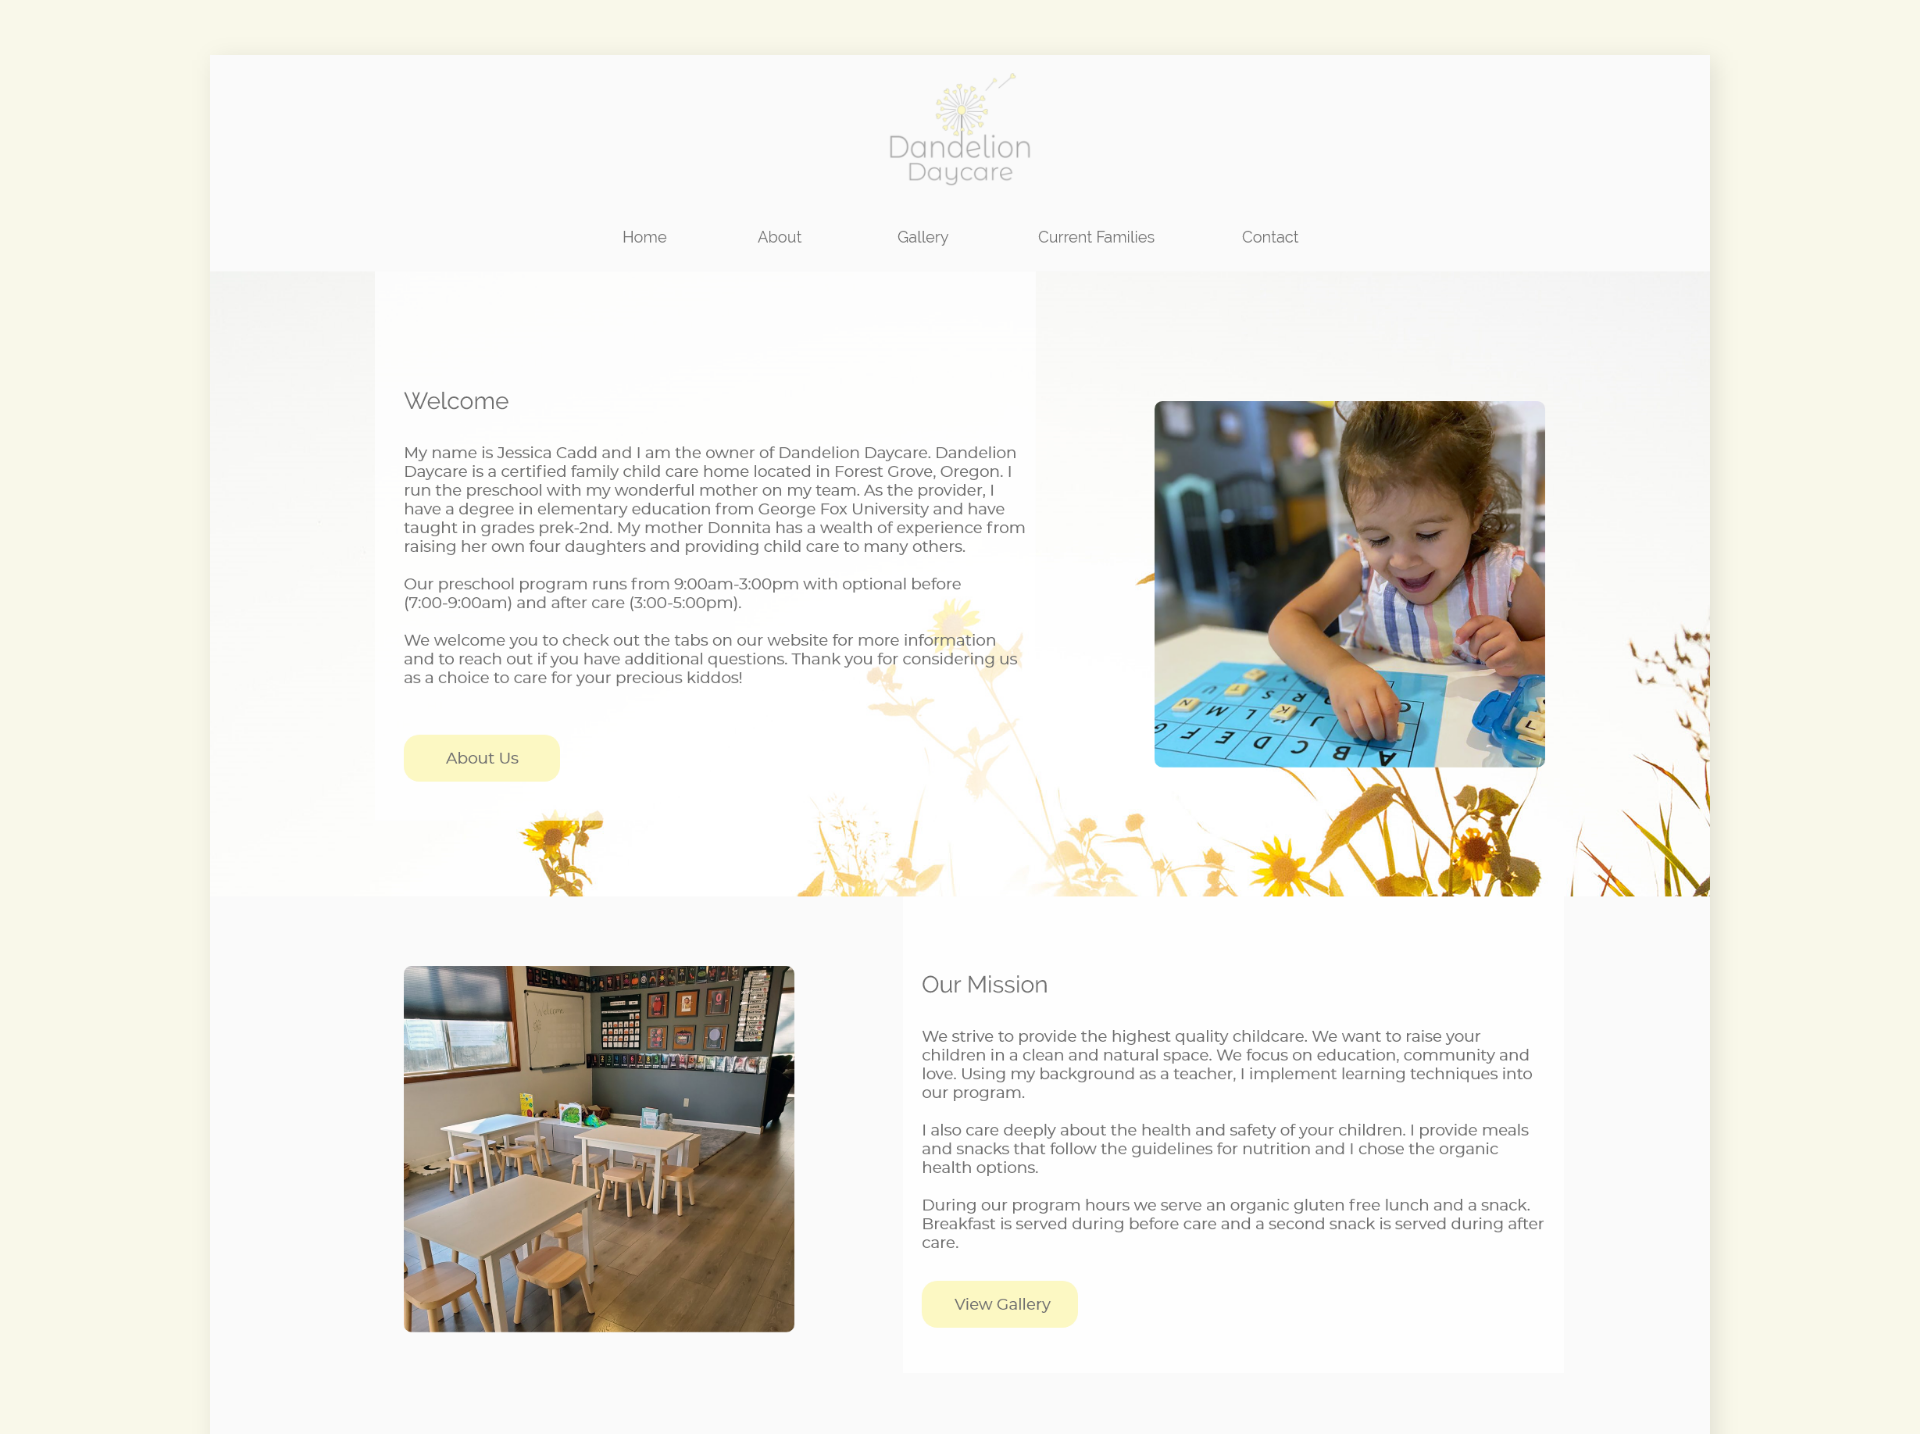 Dandelion
Daycare
Home About Gallery Current Families Contact
Welcome
My name is Jessica Cadd and I am the owner of Dandelion Daycare. Dandelion
Daycare is a certified family child care home located in Forest Grove, Oregon. I
run the preschool with my wonderful mother on my team. As the provider, I
have a degree in elementary education from George Fox University and have
taught in grades prek-2nd. My mother Donnita has a wealth of experience from
raising her own four daughters and providing child care to many others.
Our preschool program runs from 9:00am-3:00pm with optional before
(7:00-9:00am) and after care (3:00-5:00pm).
We welcome you to check out the tabs on our website for more information
and to reach out if you have additional questions. Thank you for considering us
as a choice to care for your precious kiddos!
About Us
A B C D E F G
J K L M N
R S T U
Y
L
Welcome
Our Mission
We strive to provide the highest quality childcare. We want to raise your
children in a clean and natural space. We focus on education, community and
love. Using my background as a teacher, I implement learning techniques into
our program.
I also care deeply about the health and safety of your children. I provide meals
and snacks that follow the guidelines for nutrition and I chose the organic
health options.
During our program hours we serve an organic gluten free lunch and a snack.
Breakfast is served during before care and a second snack is served during after
care.
View Gallery